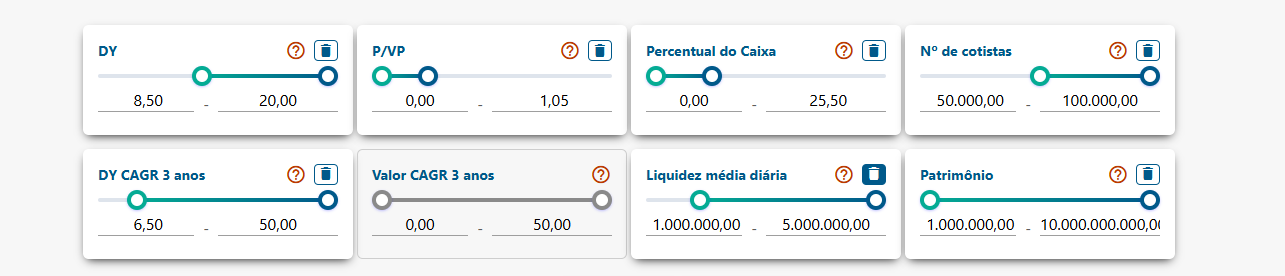 DY
8,50 - 20,00
P/VP
0,00 - 1,05
Percentual do Caixa
0,00 - 25,50
Nº de cotistas
50.000,00 - 100.000,00
DY CAGR 3 anos
6,50 - 50,00
Valor CAGR 3 anos
0,00 - 50,00
Liquidez média diária
1.000.000,00 - 5.000.000,00
Patrimônio
1.000.000,00 - 10.000.000.000,0